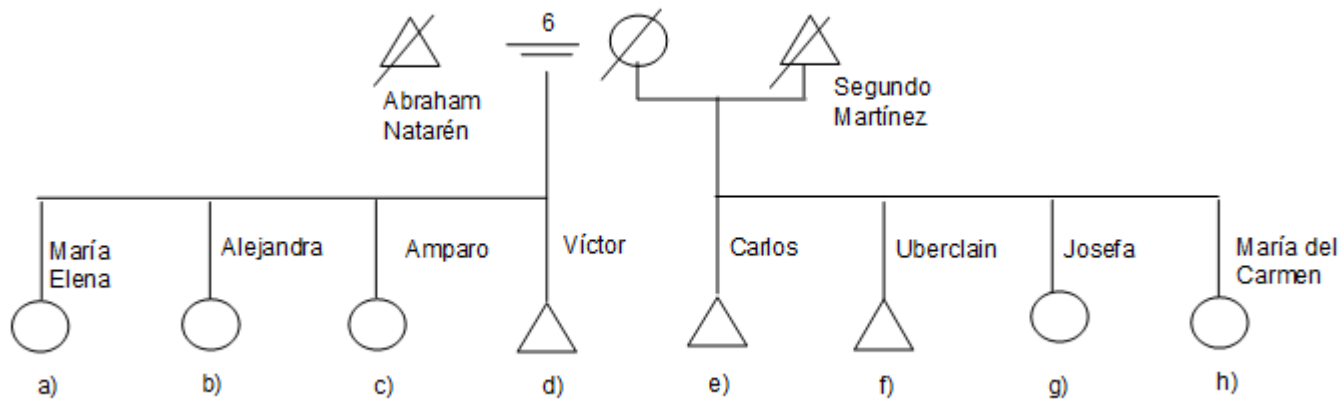 6
Abraham
Natarén
Segundo
Martínez
María
Elena
Alejandra
Amparo
Víctor
Carlos
Uberclain
Josefa
María del
Carmen
a)
b)
c)
d)
e)
f)
g)
h)